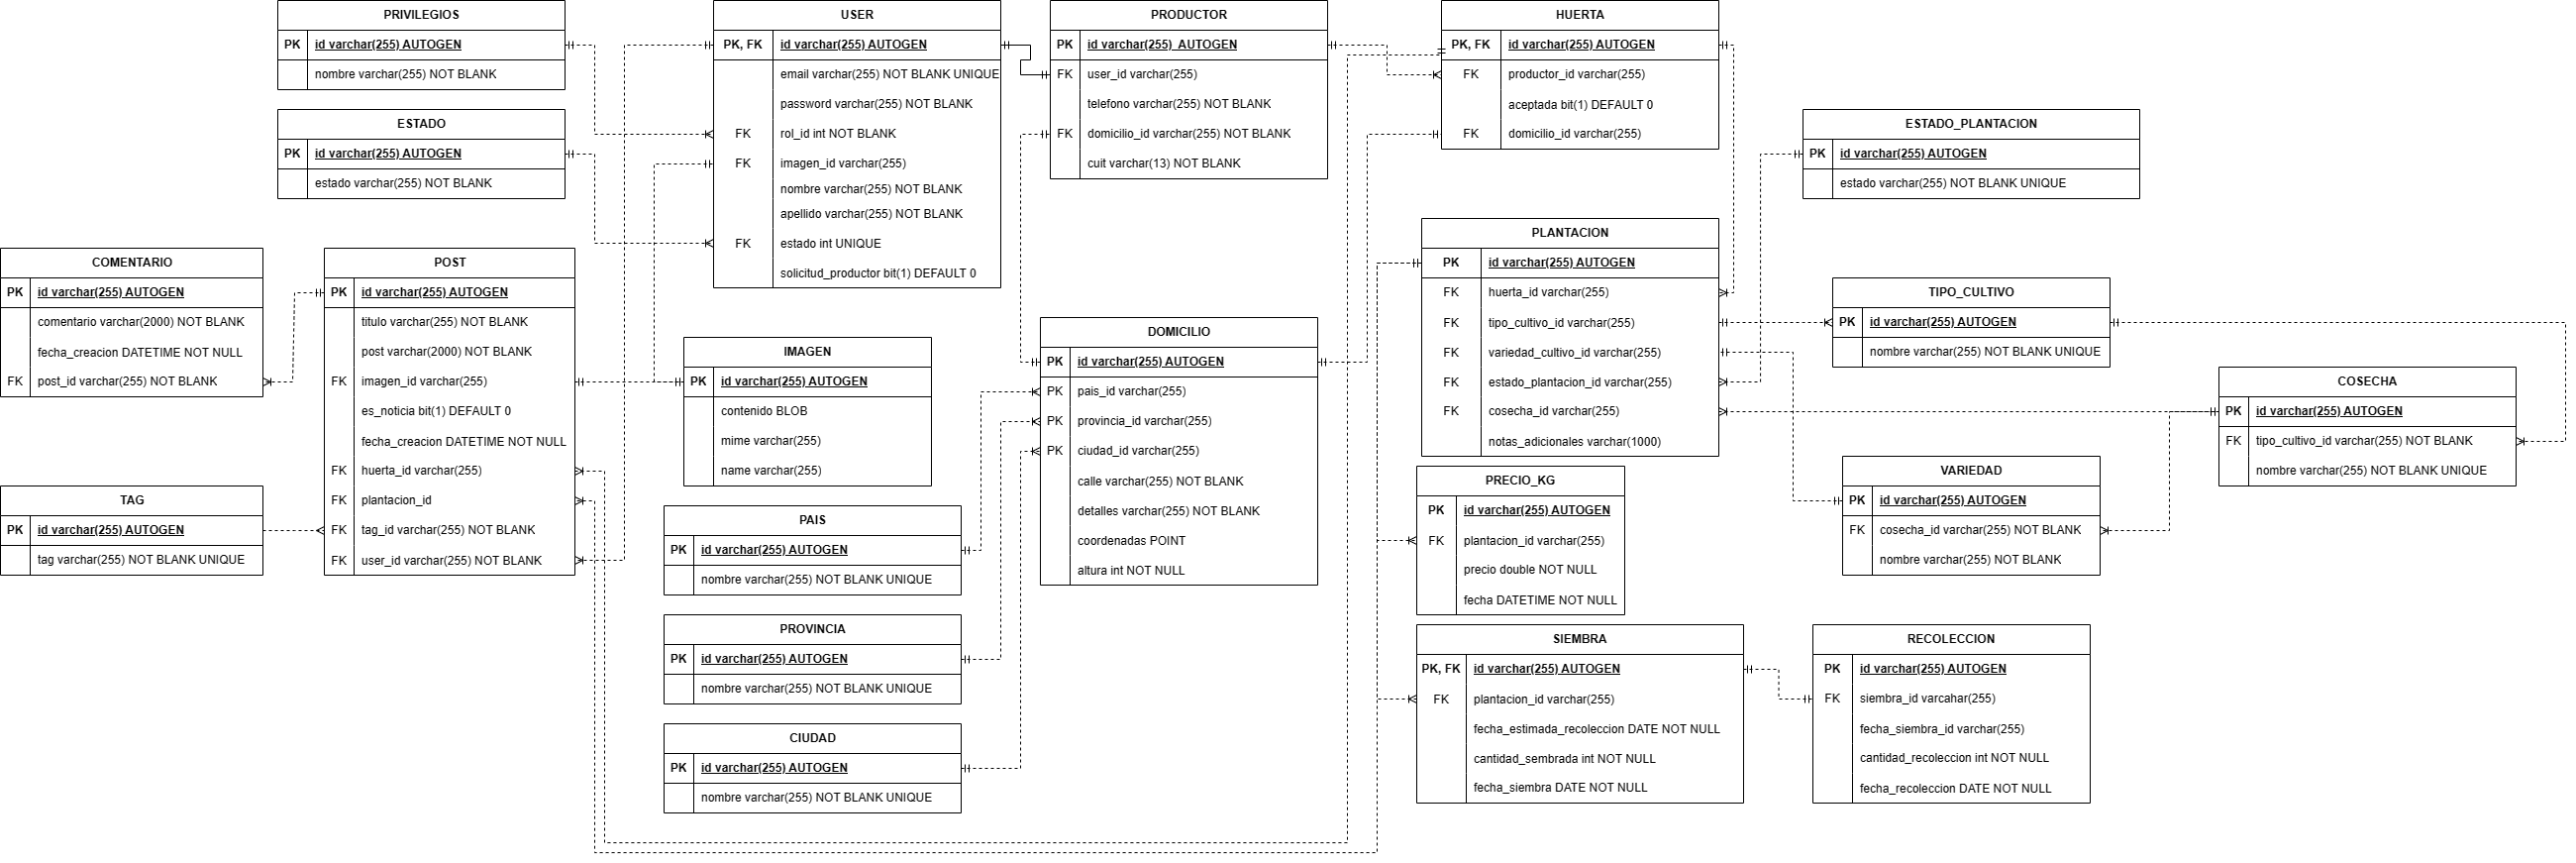 PRIVILEGIOS
PK id varchar(255) AUTOGEN
nombre varchar(255) NOT BLANK
ESTADO
PK id varchar(255) AUTOGEN
estado varchar(255) NOT BLANK
USER
PK, FK id varchar(255) AUTOGEN
email varchar(255) NOT BLANK UNIQUE
password varchar(255) NOT BLANK
FK rol_id int NOT BLANK
FK imagen_id varchar(255)
nombre varchar(255) NOT BLANK
apellido varchar(255) NOT BLANK
FK estado int UNIQUE
solicitud_productor bit(1) DEFAULT 0
PRODUCTOR
PK id varchar(255) AUTOGEN
FK user_id varchar(255)
telefono varchar(255) NOT BLANK
FK domicilio_id varchar(255) NOT BLANK
cuit varchar(13) NOT BLANK
HUERTA
PK, FK id varchar(255) AUTOGEN
FK productor_id varchar(255)
aceptada bit(1) DEFAULT 0
FK domicilio_id varchar(255)
ESTADO_PLANTACION
PK id varchar(255) AUTOGEN
estado varchar(255) NOT BLANK UNIQUE
COMENTARIO
PK id varchar(255) AUTOGEN
comentario varchar(2000) NOT BLANK
fecha_creacion DATETIME NOT NULL
FK post_id varchar(255) NOT BLANK
POST
PK id varchar(255) AUTOGEN
titulo varchar(255) NOT BLANK
post varchar(2000) NOT BLANK
FK imagen_id varchar(255)
es_noticia bit(1) DEFAULT 0
fecha_creacion DATETIME NOT NULL
FK huerta_id varchar(255)
FK plantacion_id
FK tag_id varchar(255) NOT BLANK
FK user_id varchar(255) NOT BLANK
TAG
PK id varchar(255) AUTOGEN
tag varchar(255) NOT BLANK UNIQUE
IMAGEN
PK id varchar(255) AUTOGEN
contenido BLOB
mime varchar(255)
name varchar(255)
PAIS
PK id varchar(255) AUTOGEN
nombre varchar(255) NOT BLANK UNIQUE
PROVINCIA
PK id varchar(255) AUTOGEN
nombre varchar(255) NOT BLANK UNIQUE
CIUDAD
PK id varchar(255) AUTOGEN
nombre varchar(255) NOT BLANK UNIQUE
DOMICILIO
PK id varchar(255) AUTOGEN
PK pais_id varchar(255)
PK provincia_id varchar(255)
PK ciudad_id varchar(255)
calle varchar(255) NOT BLANK
detalles varchar(255) NOT BLANK
coordenadas POINT
altura int NOT NULL
PLANTACION
PK id varchar(255) AUTOGEN
FK huerta_id varchar(255)
FK tipo_cultivo_id varchar(255)
FK variedad_cultivo_id varchar(255)
FK estado_plantacion_id varchar(255)
FK cosecha_id varchar(255)
notas_adicionales varchar(1000)
TIPO_CULTIVO
PK id varchar(255) AUTOGEN
nombre varchar(255) NOT BLANK UNIQUE
COSECHA
PK id varchar(255) AUTOGEN
FK tipo_cultivo_id varchar(255) NOT BLANK
nombre varchar(255) NOT BLANK UNIQUE
VARIEDAD
PK id varchar(255) AUTOGEN
FK cosecha_id varchar(255) NOT BLANK
nombre varchar(255) NOT BLANK
PRECIO_KG
PK id varchar(255) AUTOGEN
FK plantacion_id varchar(255)
precio double NOT NULL
fecha DATETIME NOT NULL
SIEMBRA
PK, FK id varchar(255) AUTOGEN
FK plantacion_id varchar(255)
fecha_estimada_recoleccion DATE NOT NULL
cantidad_sembrada int NOT NULL
fecha_siembra DATE NOT NULL
RECOLECCION
PK id varchar(255) AUTOGEN
FK siembra_id varcahar(255)
fecha_siembra_id varchar(255)
cantidad_recoleccion int NOT NULL
fecha_recoleccion DATE NOT NULL